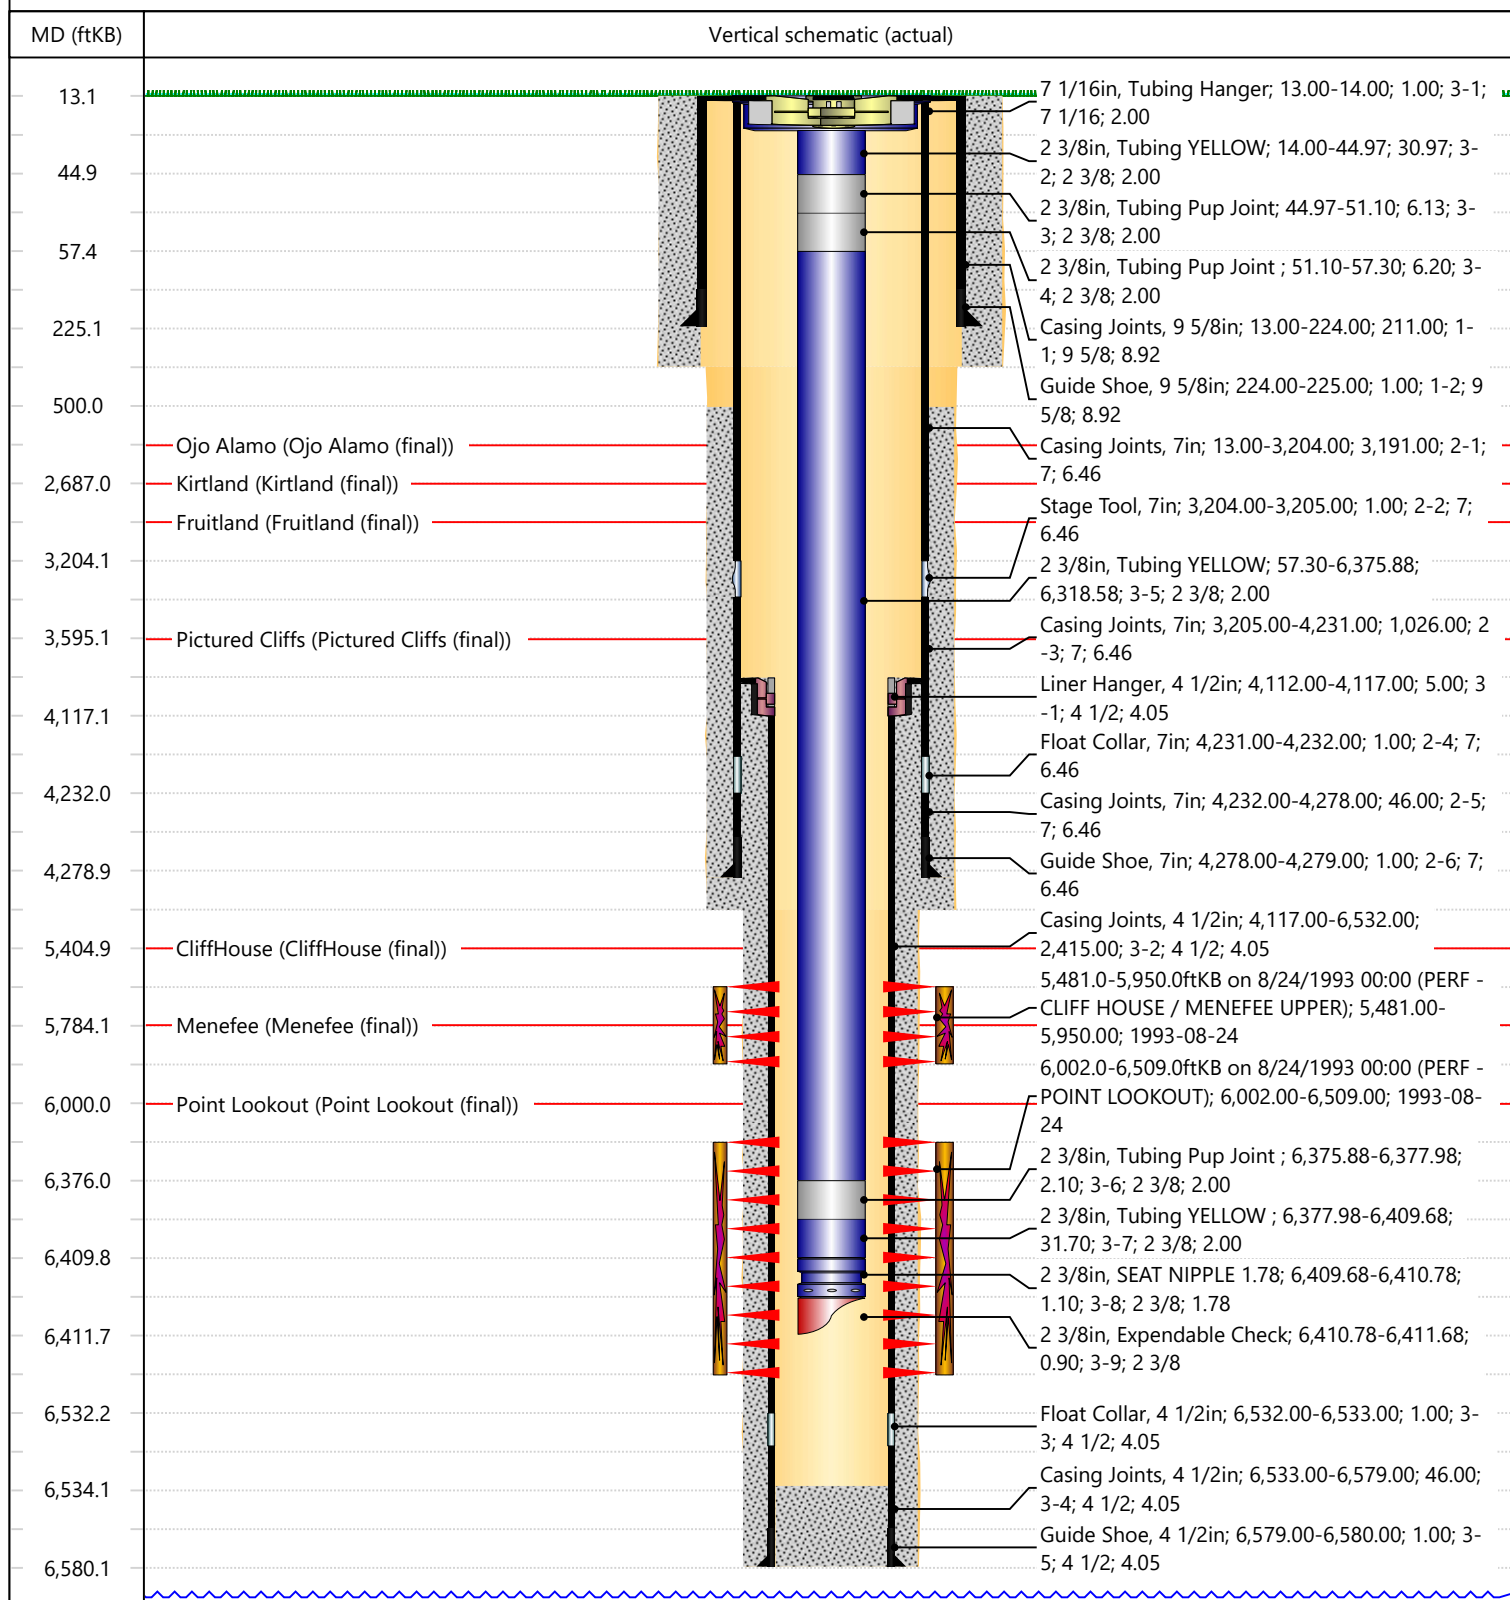 MD (ftKB)
Vertical schematic (actual)
13.1
44.9
57.4
225.1
500.0
2,687.0
3,204.1
3,595.1
4,117.1
4,232.0
4,278.9
5,404.9
5,784.1
6,000.0
6,376.0
6,409.8
6,411.7
6,532.2
6,534.1
6,580.1
Ojo Alamo (Ojo Alamo (final))
Kirtland (Kirtland (final))
Fruitland (Fruitland (final))
Pictured Cliffs (Pictured Cliffs (final))
CliffHouse (CliffHouse (final))
Menefee (Menefee (final))
Point Lookout (Point Lookout (final))
7 1/16in, Tubing Hanger; 13.00-14.00; 1.00; 3-1;
7 1/16; 2.00
2 3/8in, Tubing YELLOW; 14.00-44.97; 30.97; 3-
2; 2 3/8; 2.00
2 3/8in, Tubing Pup Joint; 44.97-51.10; 6.13; 3-
3; 2 3/8; 2.00
2 3/8in, Tubing Pup Joint ; 51.10-57.30; 6.20; 3-
4; 2 3/8; 2.00
Casing Joints, 9 5/8in; 13.00-224.00; 211.00; 1-
1; 9 5/8; 8.92
Guide Shoe, 9 5/8in; 224.00-225.00; 1.00; 1-2; 9
5/8; 8.92
Casing Joints, 7in; 13.00-3,204.00; 3,191.00; 2-1;
7; 6.46
Stage Tool, 7in; 3,204.00-3,205.00; 1.00; 2-2; 7;
6.46
2 3/8in, Tubing YELLOW; 57.30-6,375.88;
6,318.58; 3-5; 2 3/8; 2.00
Casing Joints, 7in; 3,205.00-4,231.00; 1,026.00; 2
-3; 7; 6.46
Liner Hanger, 4 1/2in; 4,112.00-4,117.00; 5.00; 3
-1; 4 1/2; 4.05
Float Collar, 7in; 4,231.00-4,232.00; 1.00; 2-4; 7;
6.46
Casing Joints, 7in; 4,232.00-4,278.00; 46.00; 2-5;
7; 6.46
Guide Shoe, 7in; 4,278.00-4,279.00; 1.00; 2-6; 7;
6.46
Casing Joints, 4 1/2in; 4,117.00-6,532.00;
2,415.00; 3-2; 4 1/2; 4.05
5,481.0-5,950.0ftKB on 8/24/1993 00:00 (PERF -
CLIFF HOUSE / MENEFEE UPPER); 5,481.00-
5,950.00; 1993-08-24
6,002.0-6,509.0ftKB on 8/24/1993 00:00 (PERF -
POINT LOOKOUT); 6,002.00-6,509.00; 1993-08-
24
2 3/8in, Tubing Pup Joint ; 6,375.88-6,377.98;
2.10; 3-6; 2 3/8; 2.00
2 3/8in, Tubing YELLOW ; 6,377.98-6,409.68;
31.70; 3-7; 2 3/8; 2.00
2 3/8in, SEAT NIPPLE 1.78; 6,409.68-6,410.78;
1.10; 3-8; 2 3/8; 1.78
2 3/8in, Expendable Check; 6,410.78-6,411.68;
0.90; 3-9; 2 3/8
Float Collar, 4 1/2in; 6,532.00-6,533.00; 1.00; 3-
3; 4 1/2; 4.05
Casing Joints, 4 1/2in; 6,533.00-6,579.00; 46.00;
3-4; 4 1/2; 4.05
Guide Shoe, 4 1/2in; 6,579.00-6,580.00; 1.00; 3-
5; 4 1/2; 4.05